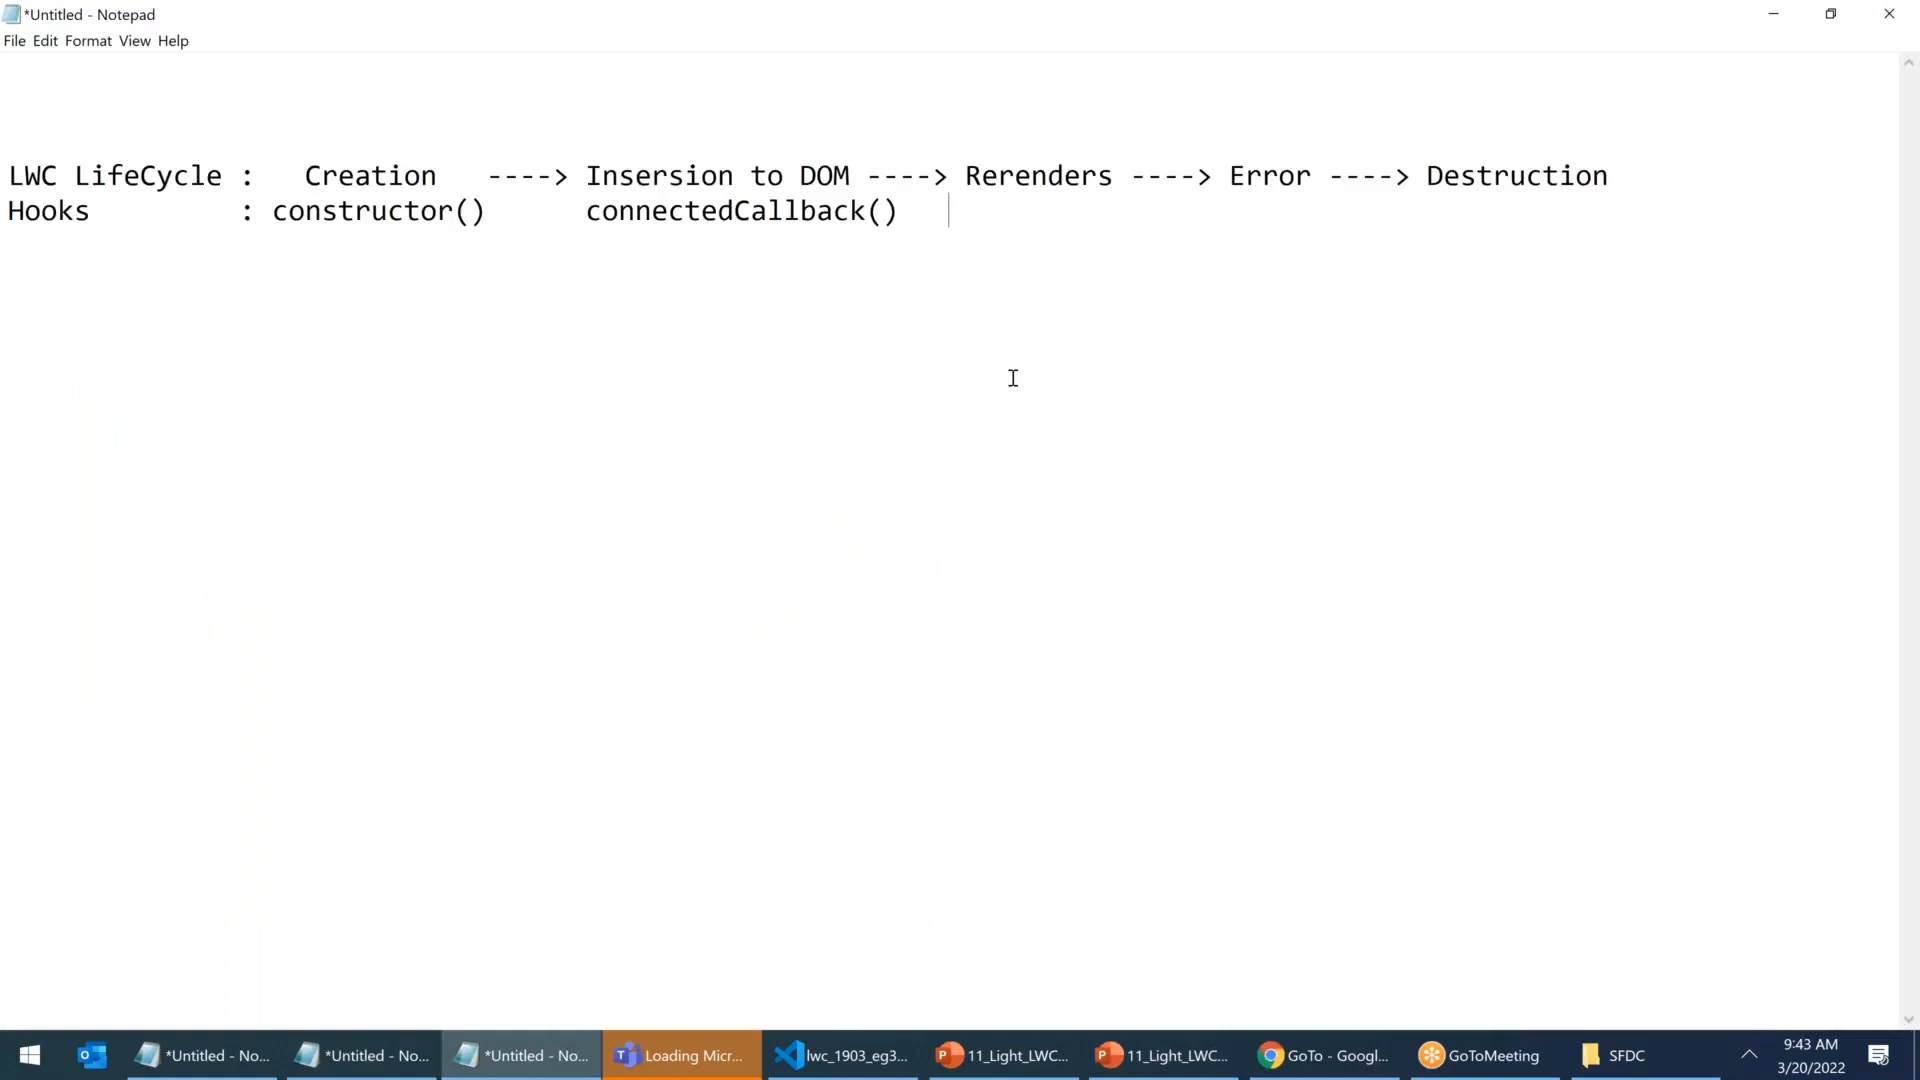 *Untitled - Notepad
File Edit Format View Help
LWC LifeCycle :   Creation   ----> Insersion to DOM ----> Rerenders ----> Error ----> Destruction
Hooks         : constructor()      connectedCallback()
*Untitled - No...
*Untitled - No...
*Untitled - No...
Loading Micr...
lwc_1903_eg3...
11_Light_LWC...
11_Light_LWC...
GoTo - Googl...
GoToMeeting
SFDC
9:43 AM
3/20/2022